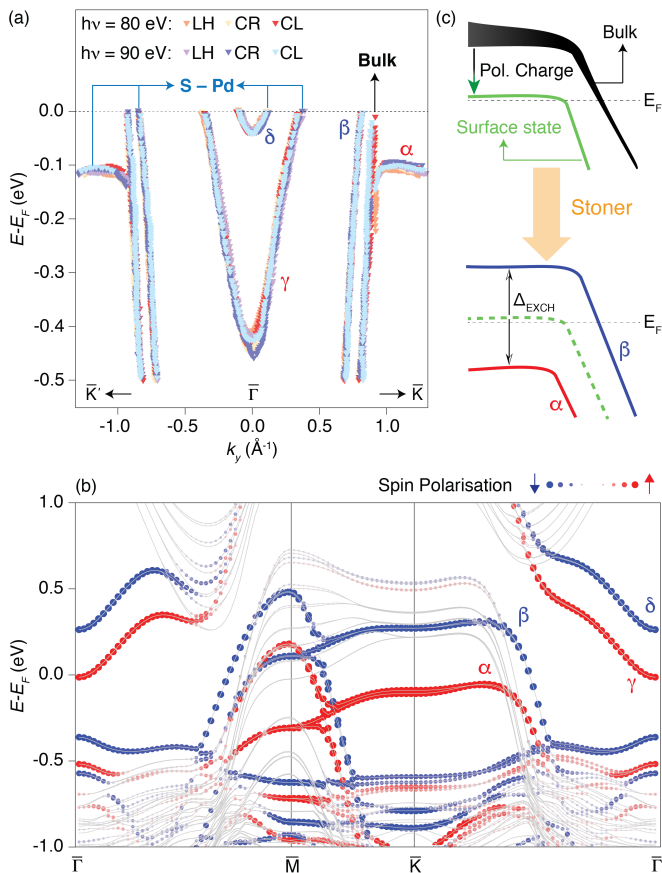 (a)
hν = 80 eV: LH CR CL
hν = 90 eV: LH CR CL
S – Pd
Bulk
δ
β
α
γ
0.0
-0.1
-0.2
-0.3
-0.4
-0.5
E-E_F (eV)
K̅′
Γ̅
K̅
-1.0 -0.5 0.0 0.5 1.0
k_y (Å⁻¹)
(c)
Bulk
Pol. Charge
E_F
Surface state
Stoner
Δ_EXCH
E_F
β
α
(b)
Spin Polarisation
1.0
0.5
0.0
-0.5
-1.0
E-E_F (eV)
β
δ
α
γ
Γ̅ M̅ K̅ Γ̅